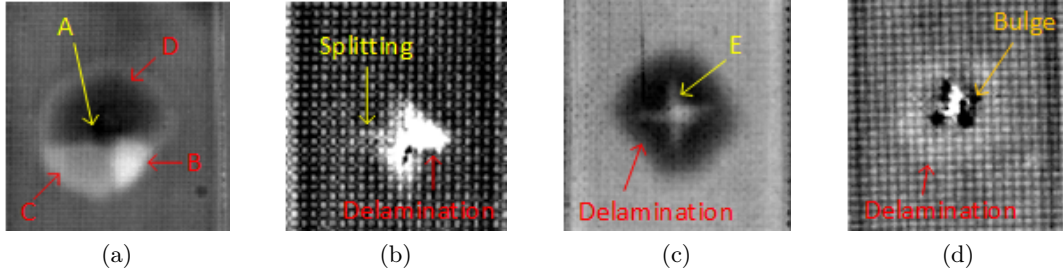 A
D
B
C
(a)
Splitting
Delamination
(b)
E
Delamination
(c)
Bulge
Delamination
(d)